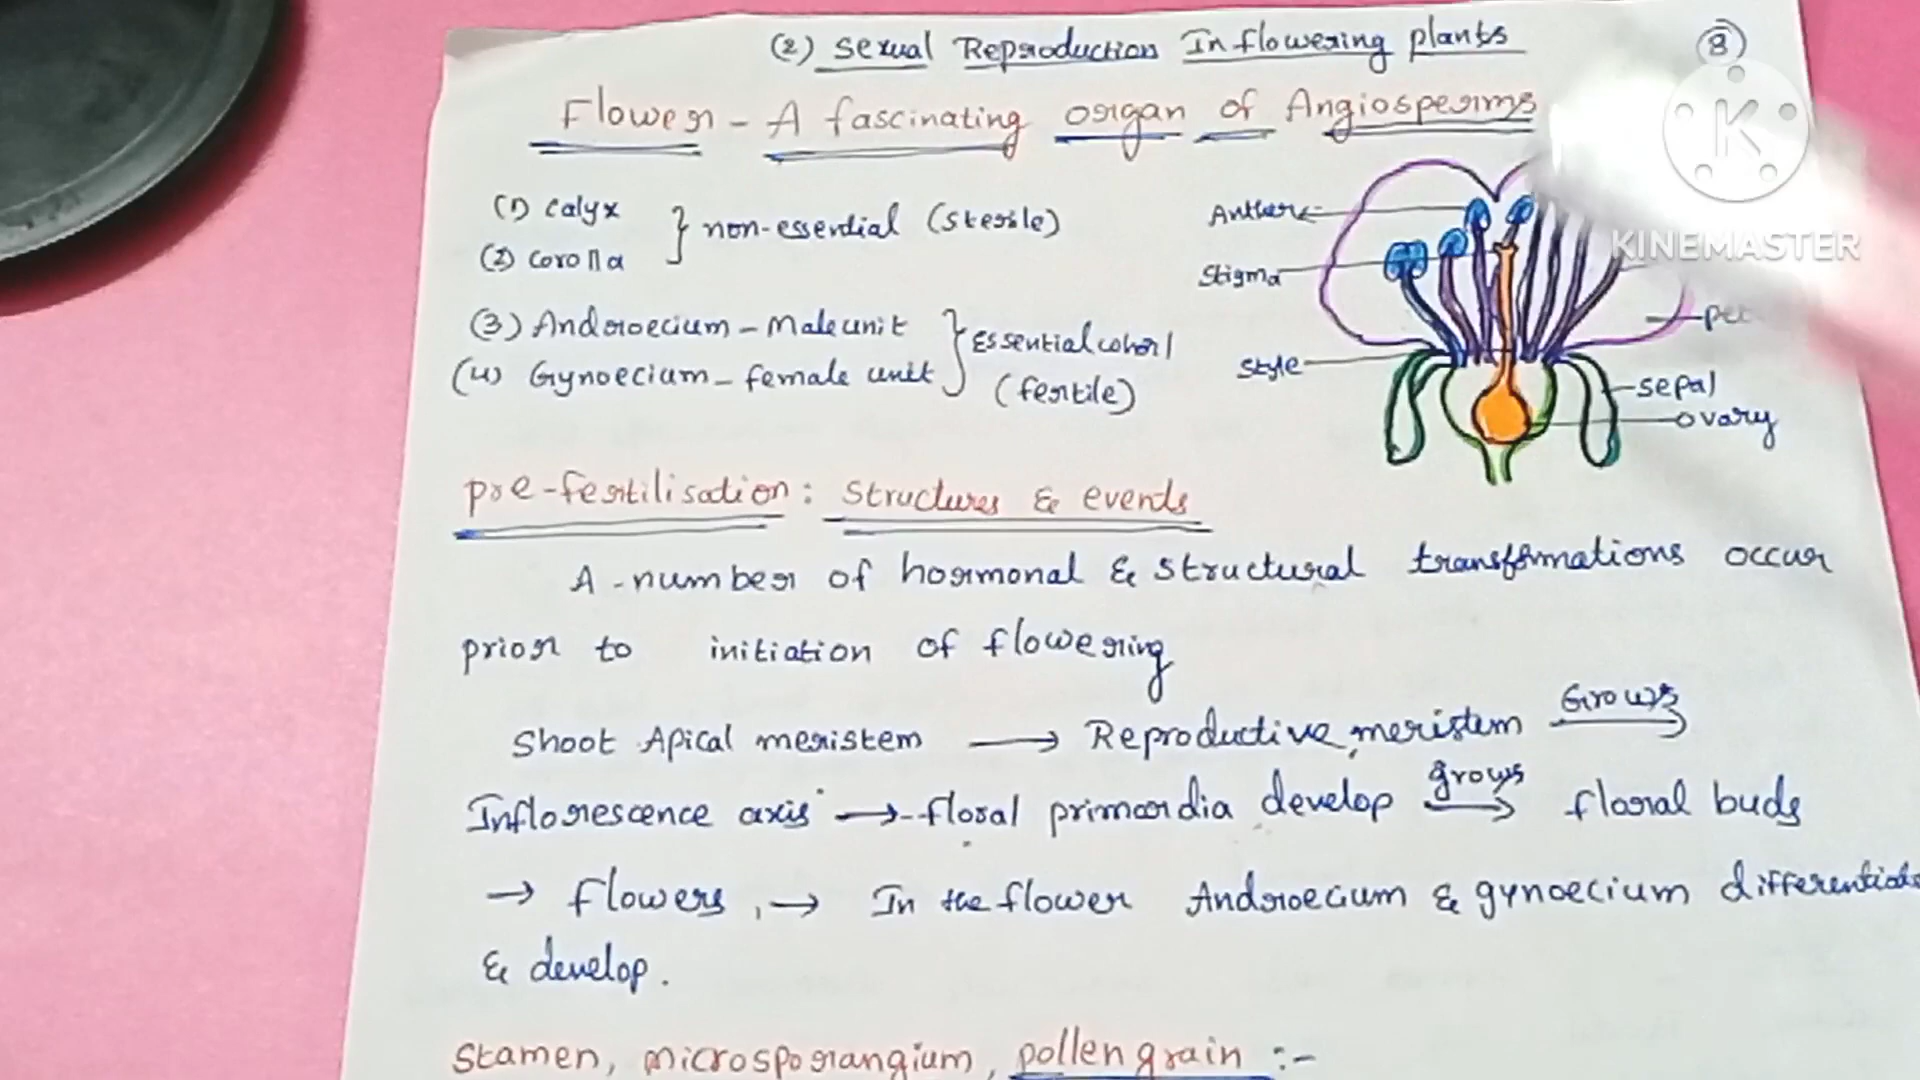 (2) Sexual Reproduction In flowering plants
8
Flower - A fascinating organ of Angiosperms
K
KINEMASTER
(1) Calyx
(2) Corolla
} non-essential (sterile)
(3) Androecium - Male unit
(4) Gynoecium - female unit
} Essential
(fertile)
Anther
Stigma
Style
sepal
ovary
pre-fertilisation: Structures & events
A number of hormonal & structural transformations occur
prior to initiation of flowering
Shoot Apical meristem → Reproductive meristem Grows →
Inflorescence axis → floral primordia develop grows → floral buds
→ Flowers, → In the flower Androecium & gynoecium
& develop.
Stamen, microsporangium, pollen grain :-